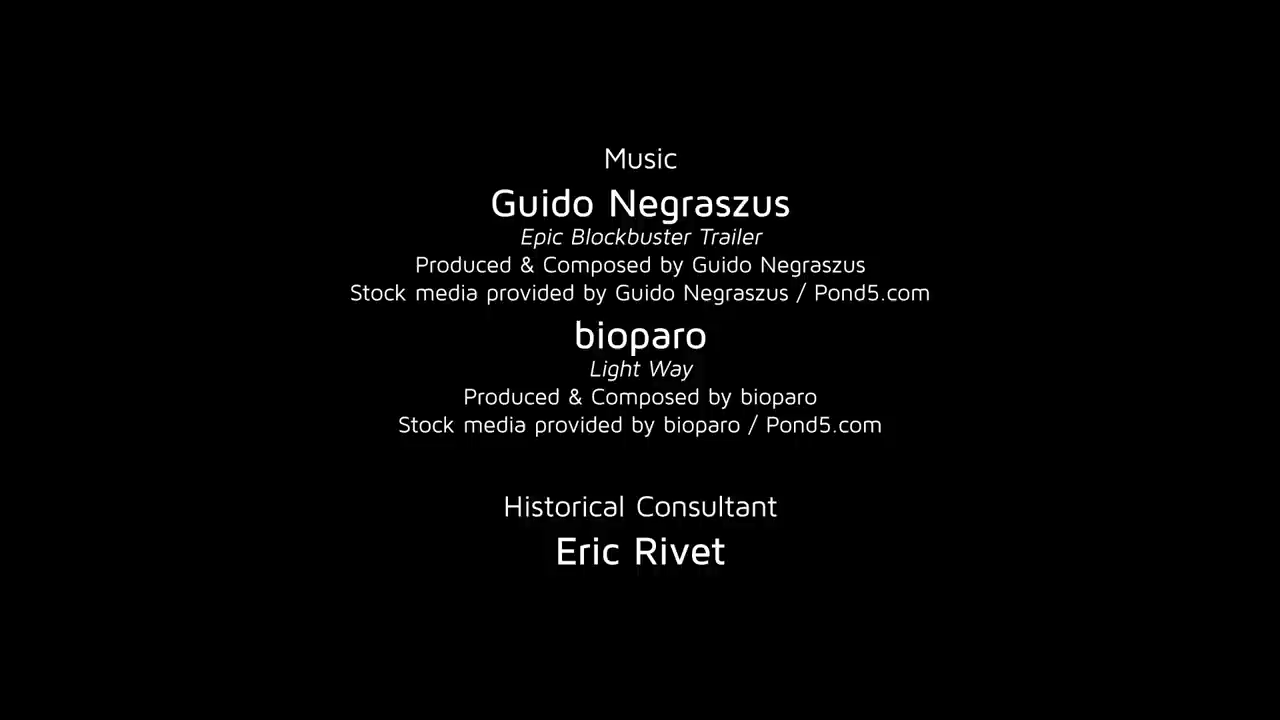 Music
Guido Negraszus
Epic Blockbuster Trailer
Produced & Composed by Guido Negraszus
Stock media provided by Guido Negraszus / Pond5.com
bioparo
Light Way
Produced & Composed by bioparo
Stock media provided by bioparo / Pond5.com
Historical Consultant
Eric Rivet